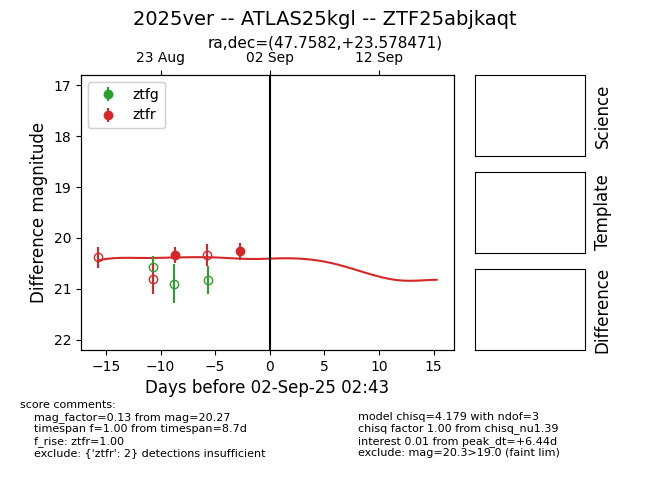 2025ver -- ATLAS25kgl -- ZTF25abjkaqt
ra,dec=(47.7582,+23.578471)
23 Aug 02 Sep 12 Sep
ztfg
ztfr
17
18
19
20
21
22
Difference magnitude
−15 −10 −5 0 5 10 15
Days before 02-Sep-25 02:43
Science
Template
Difference
score comments:
mag_factor=0.13 from mag=20.27
timespan f=1.00 from timespan=8.7d
f_rise: ztfr=1.00
exclude: {'ztfr': 2} detections insufficient
model chisq=4.179 with ndof=3
chisq factor 1.00 from chisq_nu1.39
interest 0.01 from peak_dt=+6.44d
exclude: mag=20.3>19.0 (faint lim)